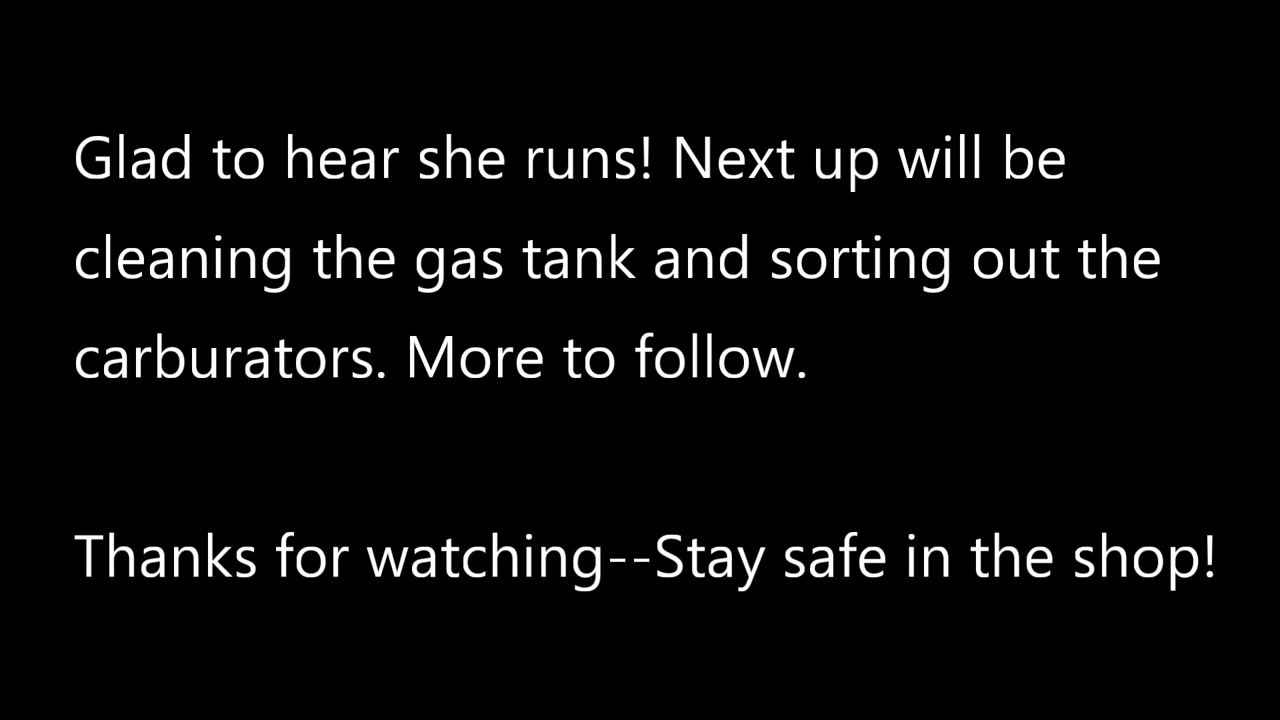 Glad to hear she runs! Next up will be
cleaning the gas tank and sorting out the
carburators. More to follow.
Thanks for watching--Stay safe in the shop!